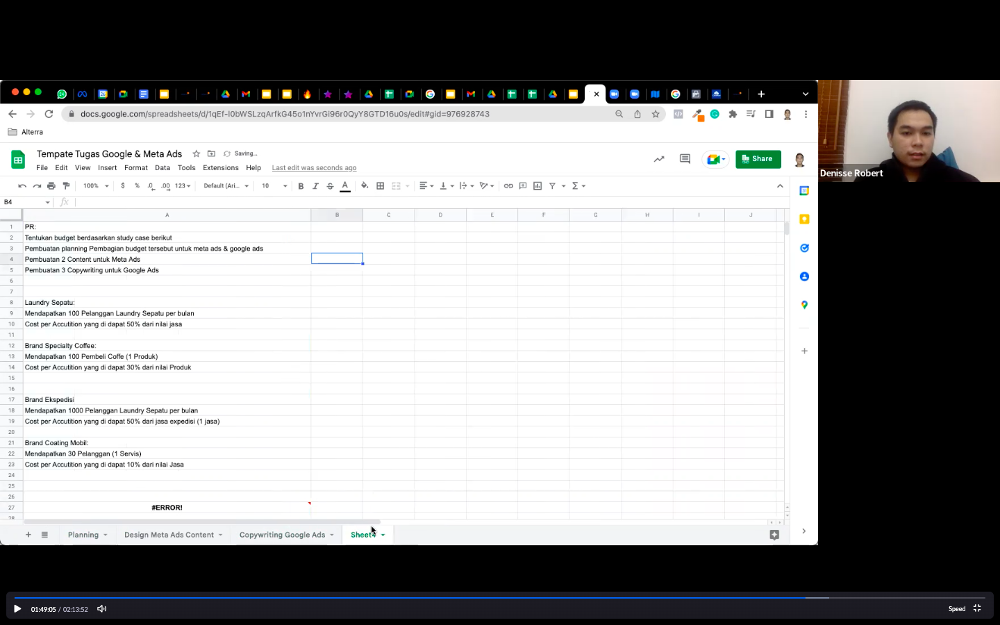 docs.google.com/spreadsheets/d/1qEf-I0bWSLzqArfkG45o1nYvrGi96r0QyY8GTD16u0s/edit#gid=976928743
Alterra
Tempate Tugas Google & Meta Ads
Saving...
Share
File Edit View Insert Format Data Tools Extensions Help Last edit was seconds ago
100% $ % .0 .00 123 Default (Ari... 10 B I S A
B4 fx
A B C D E F G H I J
1 PR:
2 Tentukan budget berdasarkan study case berikut
3 Pembuatan planning Pembagian budget tersebut untuk meta ads & google ads
4 Pembuatan 2 Content untuk Meta Ads
5 Pembuatan 3 Copywriting untuk Google Ads
6
7
8 Laundry Sepatu:
9 Mendapatkan 100 Pelanggan Laundry Sepatu per bulan
10 Cost per Accutition yang di dapat 50% dari nilai jasa
11
12 Brand Specialty Coffee:
13 Mendapatkan 100 Pembeli Coffe (1 Produk)
14 Cost per Accutition yang di dapat 30% dari nilai Produk
15
16
17 Brand Ekspedisi
18 Mendapatkan 1000 Pelanggan Laundry Sepatu per bulan
19 Cost per Accutition yang di dapat 50% dari jasa expedisi (1 jasa)
20
21 Brand Coating Mobil:
22 Mendapatkan 30 Pelanggan (1 Servis)
23 Cost per Accutition yang di dapat 10% dari nilai Jasa
24
25
26
27 #ERROR!
28
Planning Design Meta Ads Content Copywriting Google Ads Sheet4
Denisse Robert
01:49:05 / 02:13:52
Speed